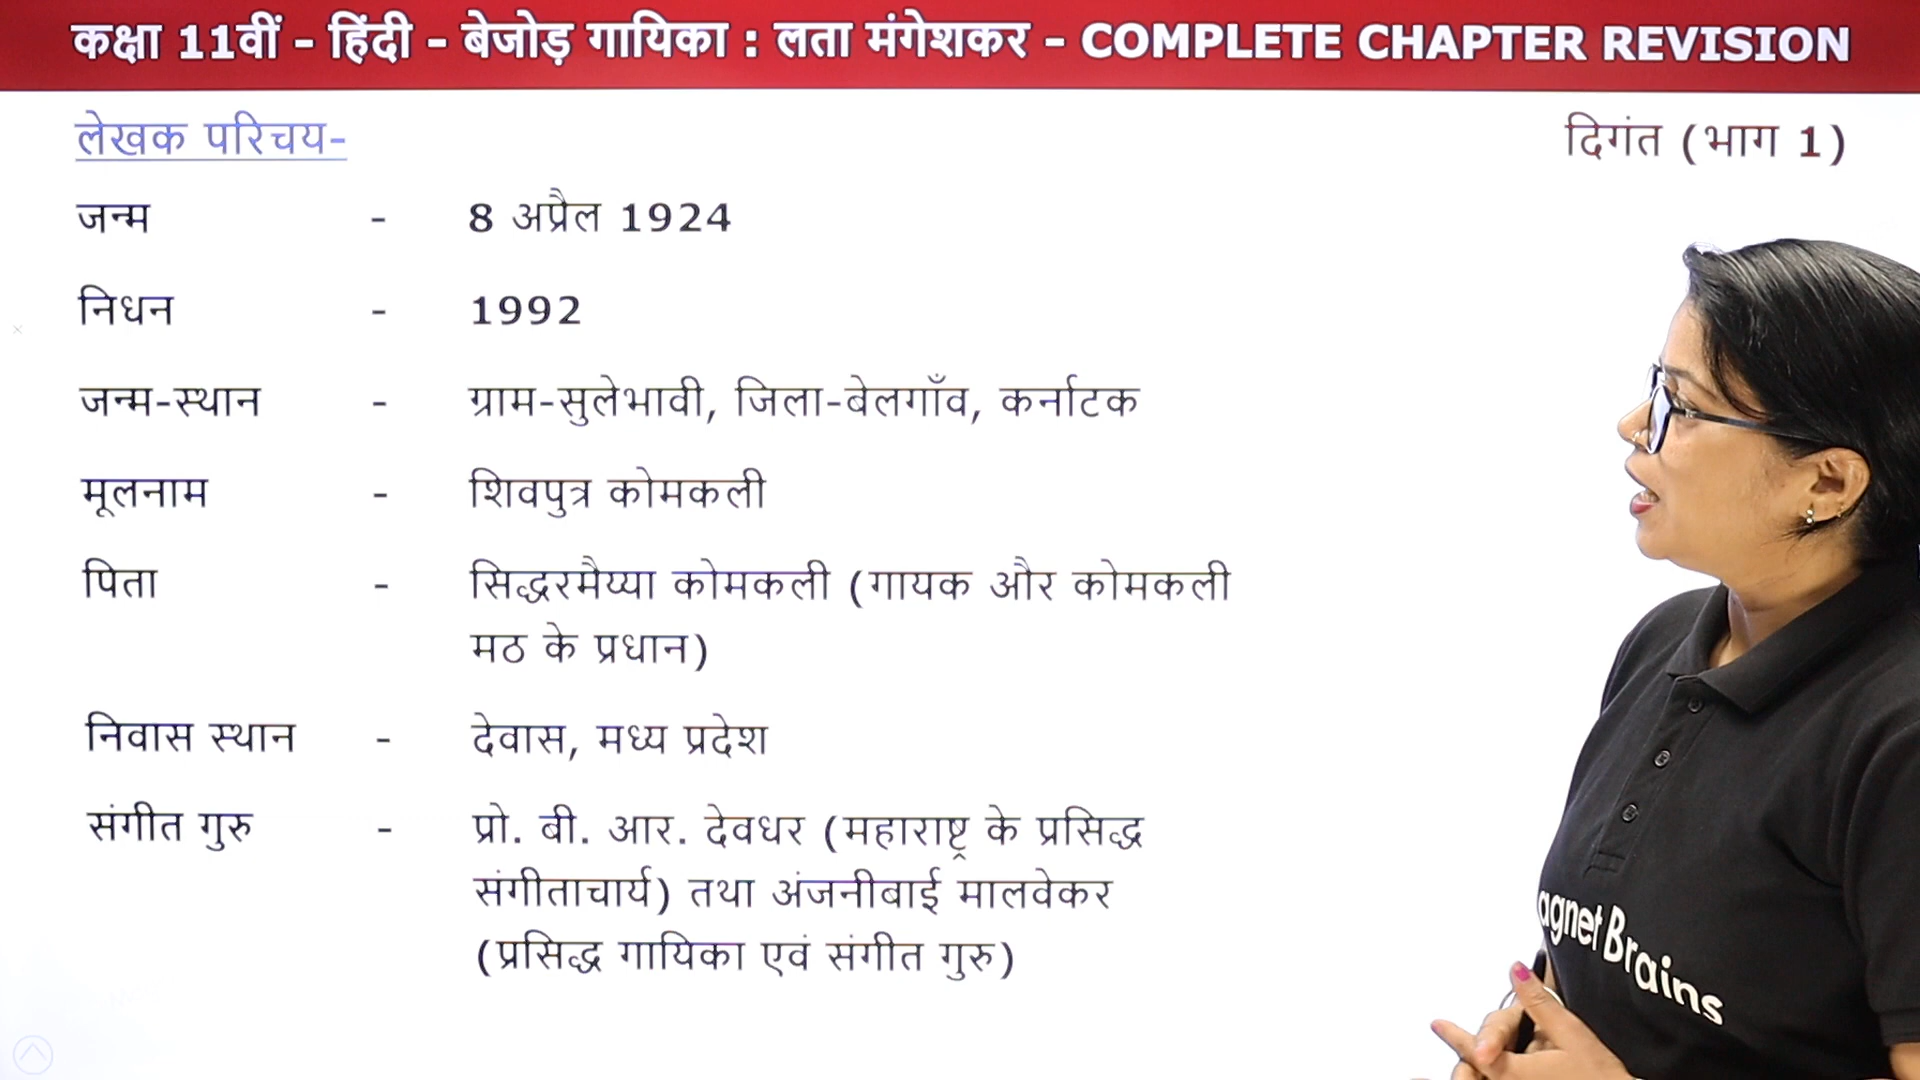 कक्षा 11वीं - हिंदी - बेजोड़ गायिका : लता मंगेशकर - COMPLETE CHAPTER REVISION
लेखक परिचय-
दिगंत (भाग 1)
जन्म - 8 अप्रैल 1924
निधन - 1992
जन्म-स्थान - ग्राम-सुलेभावी, जिला-बेलगाँव, कर्नाटक
मूलनाम - शिवपुत्र कोमकली
पिता - सिद्धरमैय्या कोमकली (गायक और कोमकली
मठ के प्रधान)
निवास स्थान - देवास, मध्य प्रदेश
संगीत गुरु - प्रो. बी. आर. देवधर (महाराष्ट्र के प्रसिद्ध
संगीताचार्य) तथा अंजनीबाई मालवेकर
(प्रसिद्ध गायिका एवं संगीत गुरु)
agnet Brains